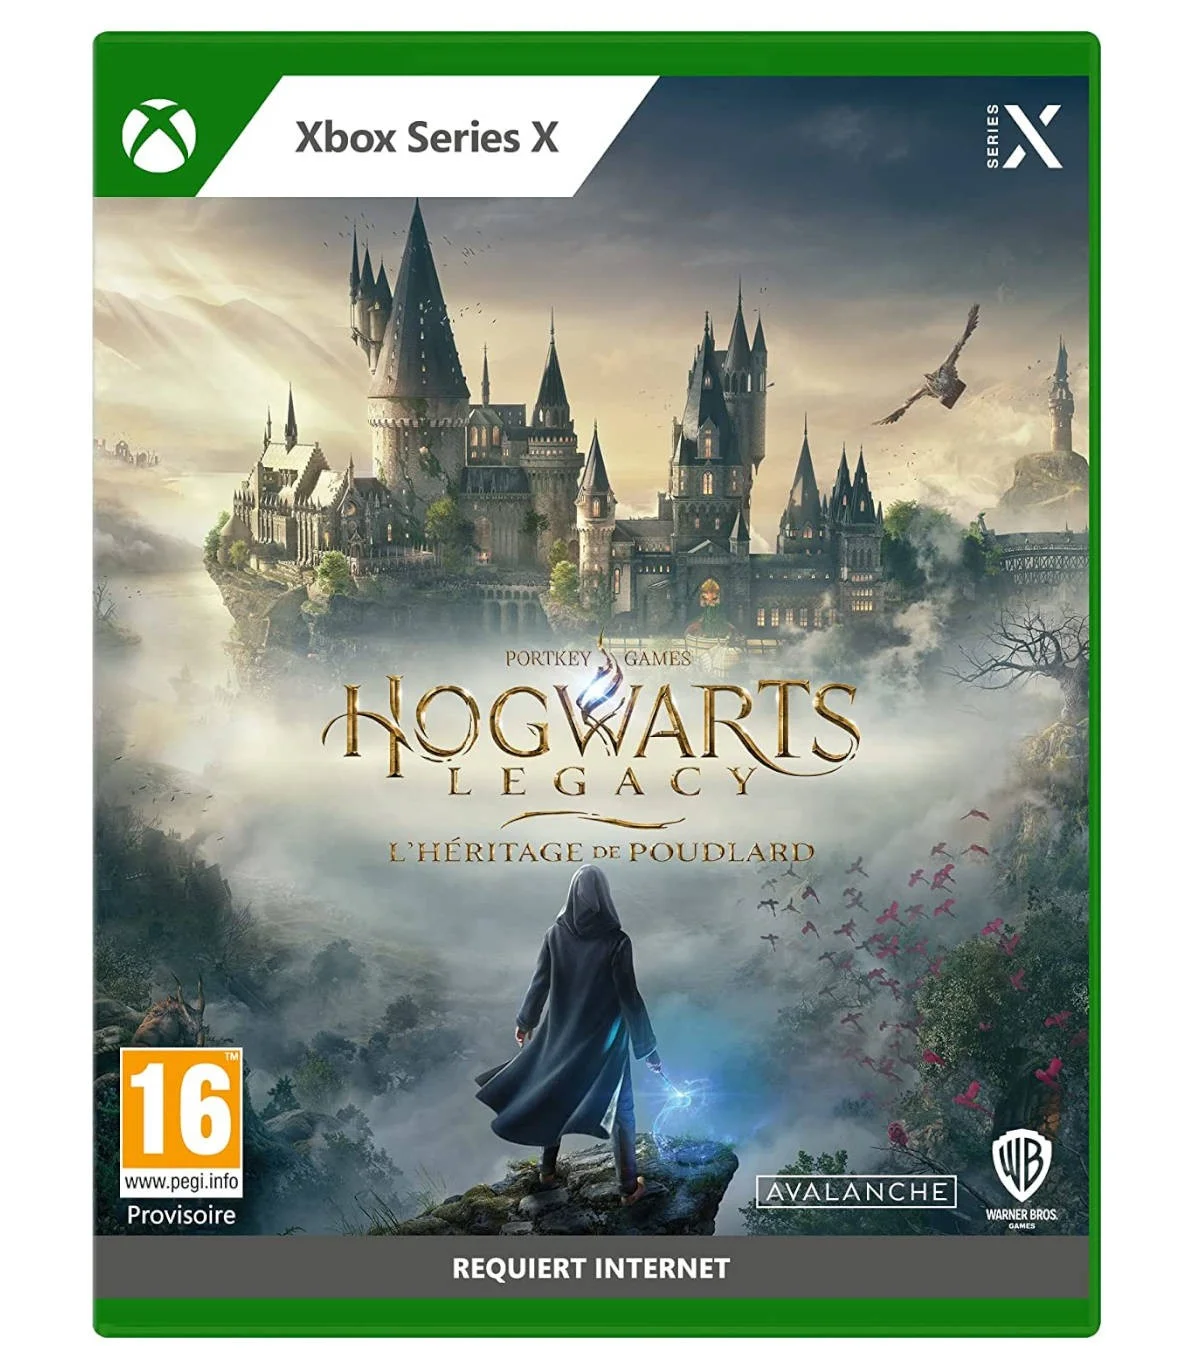 Xbox Series X
SERIES X
PORTKEY GAMES
HOGWARTS
LEGACY
L'HÉRITAGE DE POUDLARD
16™
www.pegi.info
Provisoire
AVALANCHE
WB
WARNER BROS.
GAMES
REQUIERT INTERNET